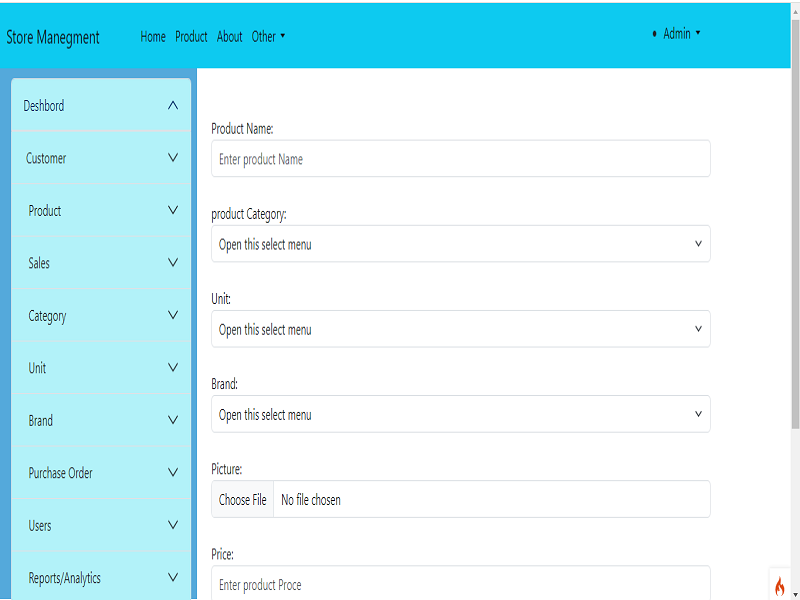 Store Manegment
Home Product About Other
Admin
Deshbord
Customer
Product
Sales
Category
Unit
Brand
Purchase Order
Users
Reports/Analytics
Product Name:
Enter product Name
product Category:
Open this select menu
Unit:
Open this select menu
Brand:
Open this select menu
Picture:
Choose File No file chosen
Price:
Enter product Proce